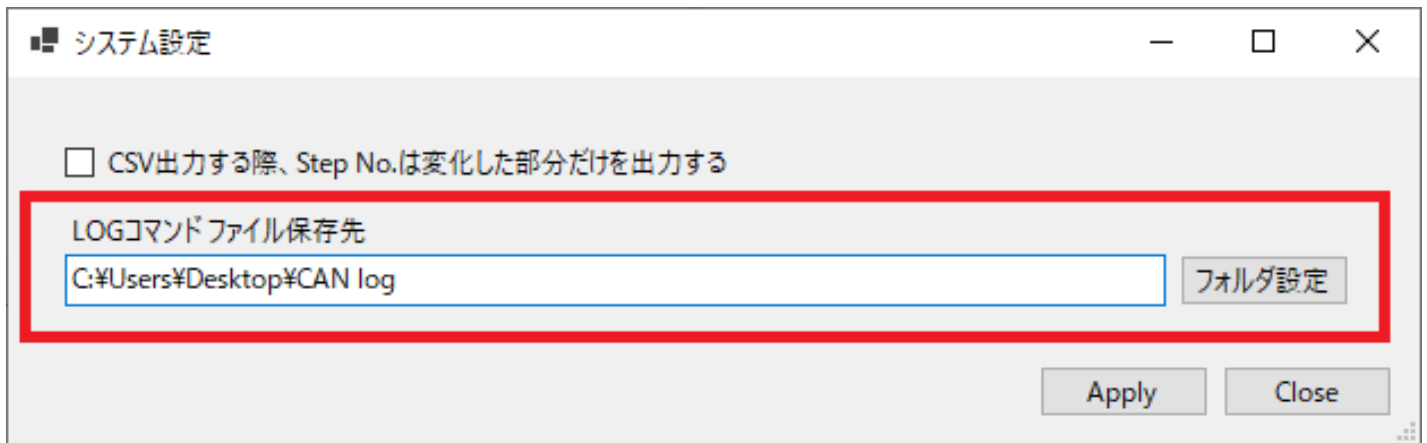 システム設定
CSV出力する際、Step No.は変化した部分だけを出力する
LOGコマンド ファイル保存先
C:¥Users¥Desktop¥CAN log
フォルダ設定
Apply
Close